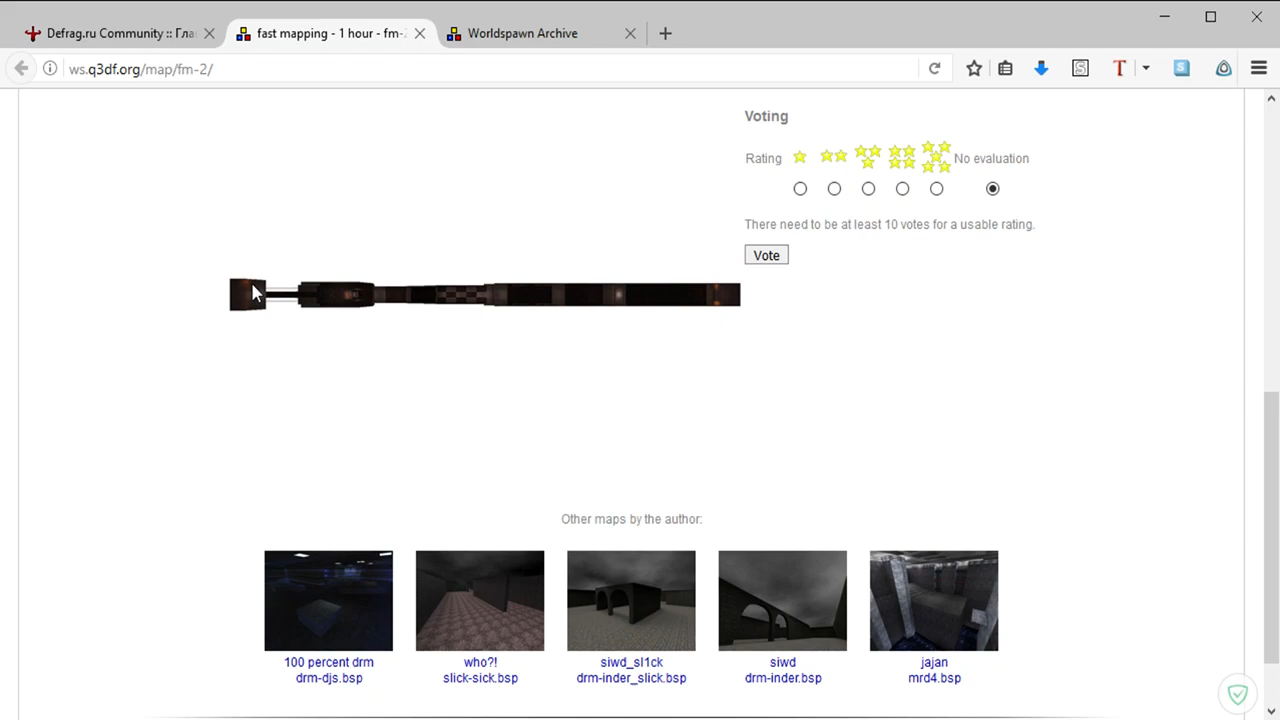 Defrag.ru Community :: Гла
fast mapping - 1 hour - fm-2
Worldspawn Archive
ws.q3df.org/map/fm-2/
Voting
Rating
No evaluation
There need to be at least 10 votes for a usable rating.
Vote
Other maps by the author:
100 percent drm
drm-djs.bsp
who?!
slick-sick.bsp
siwd_sl1ck
drm-inder_slick.bsp
siwd
drm-inder.bsp
jajan
mrd4.bsp